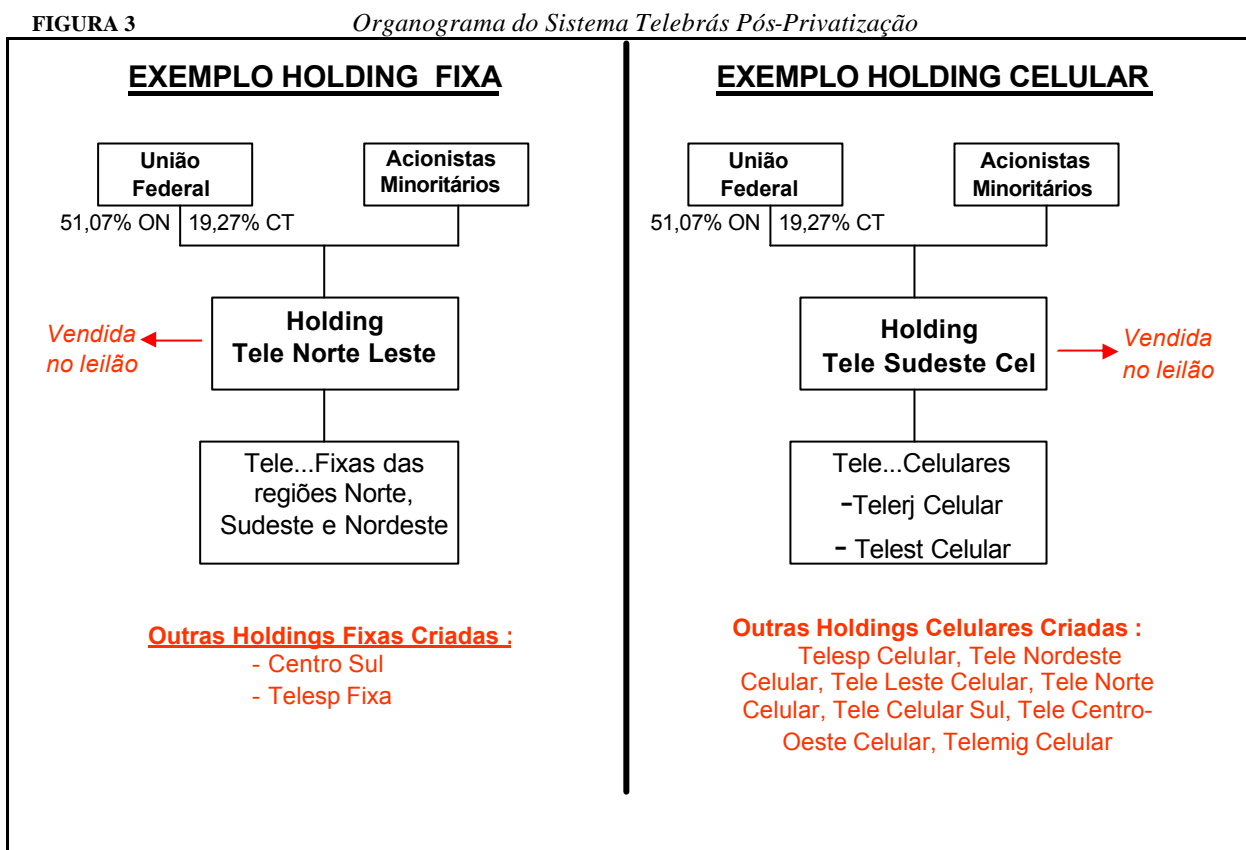 FIGURA 3 Organograma do Sistema Telebrás Pós-Privatização
EXEMPLO HOLDING FIXA
União
Federal
Acionistas
Minoritários
51,07% ON 19,27% CT
Holding
Tele Norte Leste
Vendida
no leilão
Tele...Fixas das
regiões Norte,
Sudeste e Nordeste
Outras Holdings Fixas Criadas :
- Centro Sul
- Telesp Fixa
EXEMPLO HOLDING CELULAR
União
Federal
Acionistas
Minoritários
51,07% ON 19,27% CT
Holding
Tele Sudeste Cel
Vendida
no leilão
Tele...Celulares
-Telerj Celular
- Telest Celular
Outras Holdings Celulares Criadas :
Telesp Celular, Tele Nordeste
Celular, Tele Leste Celular, Tele Norte
Celular, Tele Celular Sul, Tele Centro-
Oeste Celular, Telemig Celular